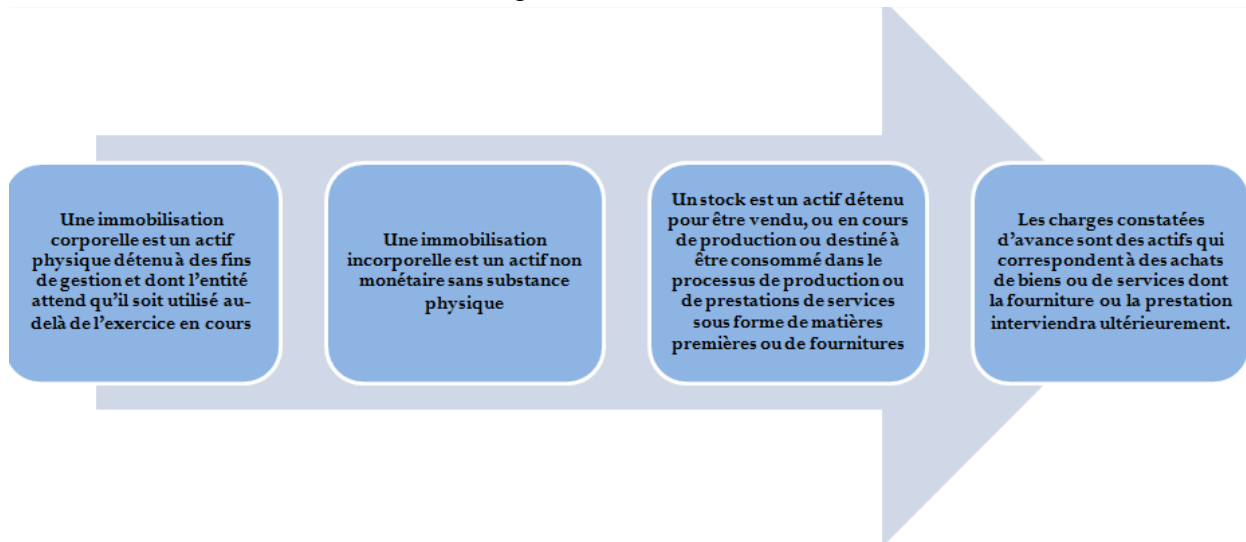 Une immobilisation
corporelle est un actif
physique détenu à des fins
de gestion et dont l’entité
attend qu’il soit utilisé au-
delà de l’exercice en cours
Une immobilisation
incorporelle est un actif non
monétaire sans substance
physique
Un stock est un actif détenu
pour être vendu, ou en cours
de production ou destiné à
être consommé dans le
processus de production ou
de prestations de services
sous forme de matières
premières ou de fournitures
Les charges constatées
d’avance sont des actifs qui
correspondent à des achats
de biens ou de services dont
la fourniture ou la prestation
interviendra ultérieurement.